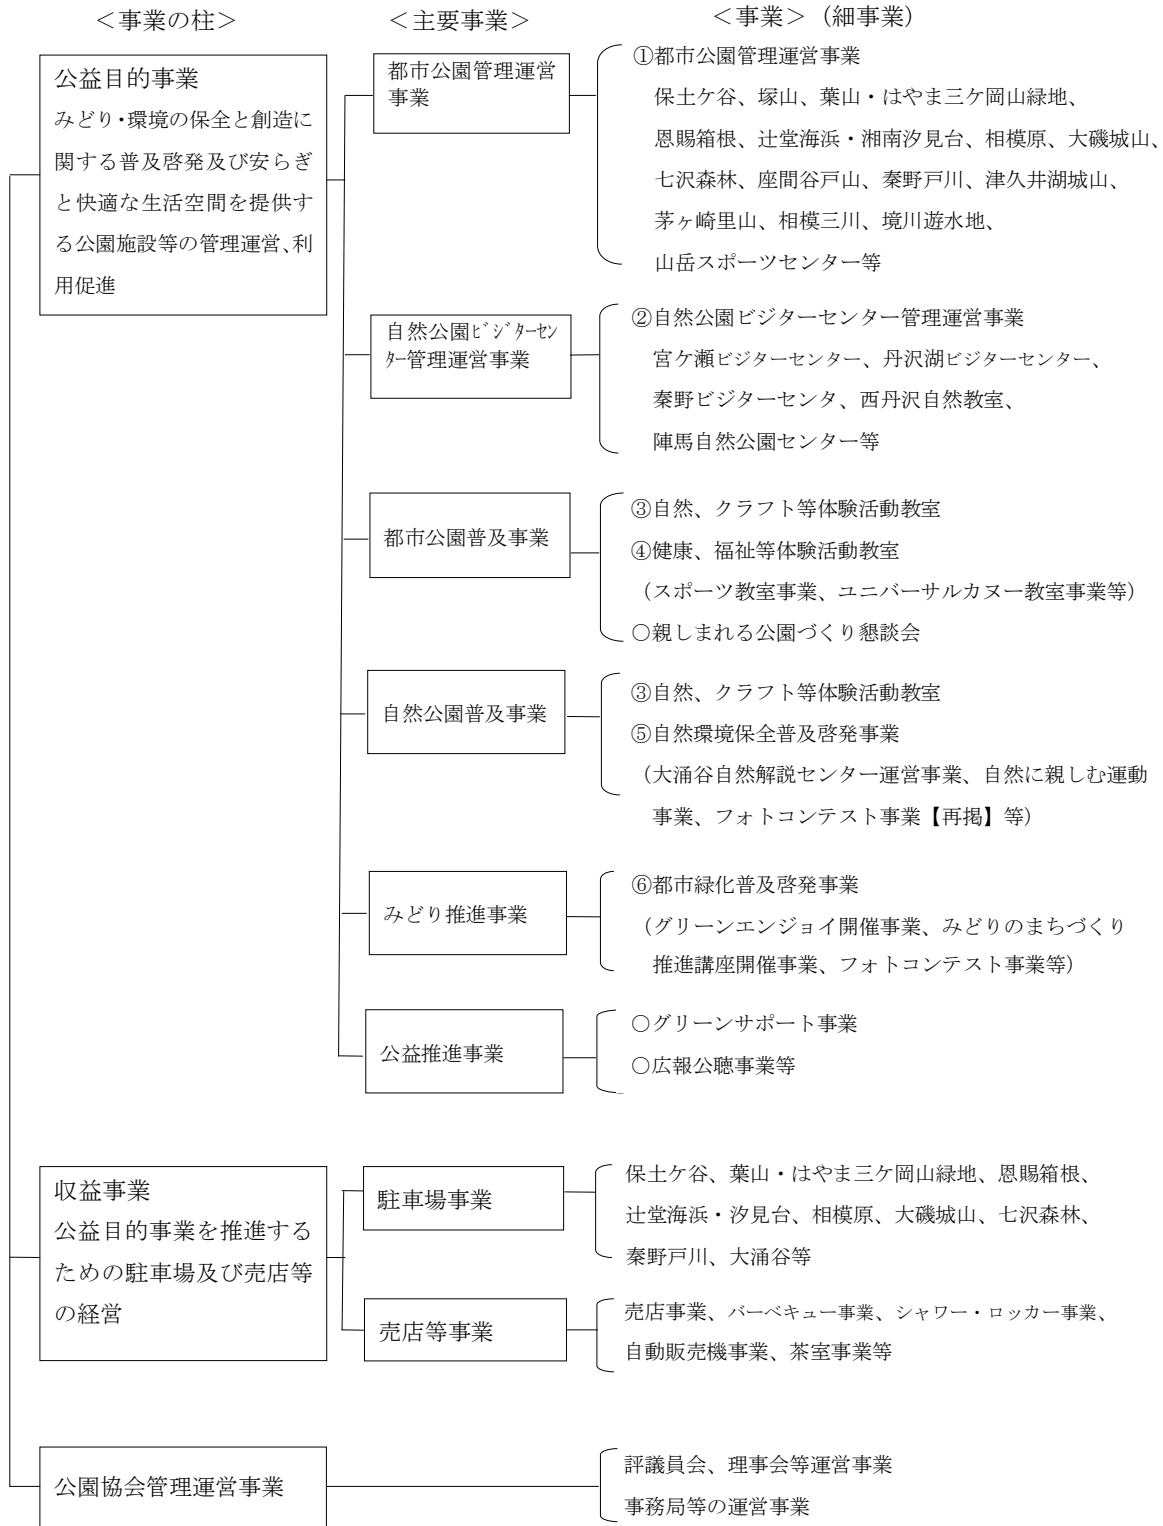 ＜事業の柱＞
＜主要事業＞
＜事業＞（細事業）
公益目的事業
みどり・環境の保全と創造に
関する普及啓発及び安らぎ
と快適な生活空間を提供す
る公園施設等の管理運営、利
用促進
都市公園管理運営
事業
①都市公園管理運営事業
保土ケ谷、塚山、葉山・はやま三ケ岡山緑地、
恩賜箱根、辻堂海浜・湘南汐見台、相模原、大磯城山、
七沢森林、座間谷戸山、秦野戸川、津久井湖城山、
茅ヶ崎里山、相模三川、境川遊水地、
山岳スポーツセンター等
自然公園ﾋﾞｼﾞﾀｰｾﾝ
ﾀｰ管理運営事業
②自然公園ビジターセンター管理運営事業
宮ケ瀬ビジターセンター、丹沢湖ビジターセンター、
秦野ビジターセンタ、西丹沢自然教室、
陣馬自然公園センター等
都市公園普及事業
③自然、クラフト等体験活動教室
④健康、福祉等体験活動教室
（スポーツ教室事業、ユニバーサルカヌー教室事業等）
○親しまれる公園づくり懇談会
自然公園普及事業
③自然、クラフト等体験活動教室
⑤自然環境保全普及啓発事業
（大涌谷自然解説センター運営事業、自然に親しむ運動
事業、フォトコンテスト事業【再掲】等）
みどり推進事業
⑥都市緑化普及啓発事業
（グリーンエンジョイ開催事業、みどりのまちづくり
推進講座開催事業、フォトコンテスト事業等）
公益推進事業
○グリーンサポート事業
○広報公聴事業等
収益事業
公益目的事業を推進する
ための駐車場及び売店等
の経営
駐車場事業
保土ケ谷、葉山・はやま三ケ岡山緑地、恩賜箱根、
辻堂海浜・汐見台、相模原、大磯城山、七沢森林、
秦野戸川、大涌谷等
売店等事業
売店事業、バーベキュー事業、シャワー・ロッカー事業、
自動販売機事業、茶室事業等
公園協会管理運営事業
評議員会、理事会等運営事業
事務局等の運営事業